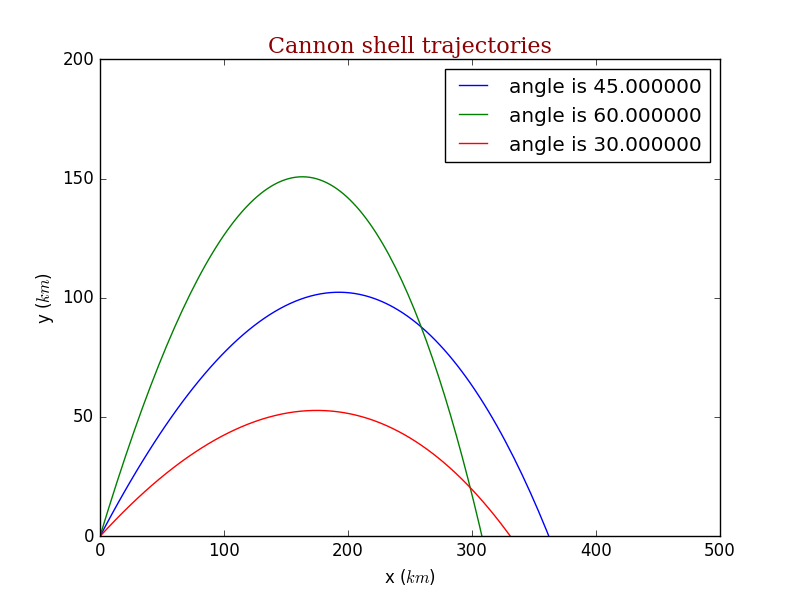 Cannon shell trajectories
angle is 45.000000
angle is 60.000000
angle is 30.000000
200
150
100
50
0
y (km)
0 100 200 300 400 500
x (km)